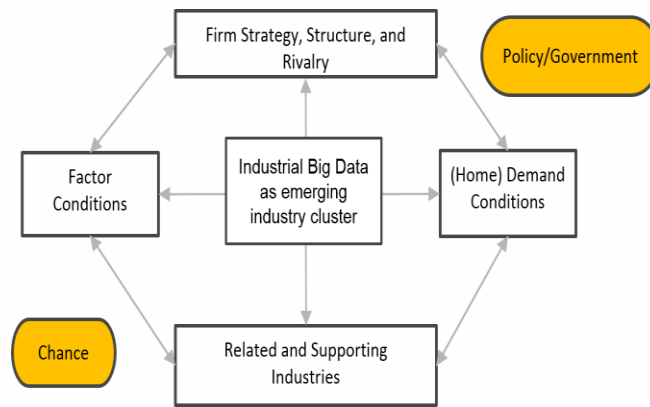 Firm Strategy, Structure, and
Rivalry
Policy/Government
Factor
Conditions
Industrial Big Data
as emerging
industry cluster
(Home) Demand
Conditions
Chance
Related and Supporting
Industries